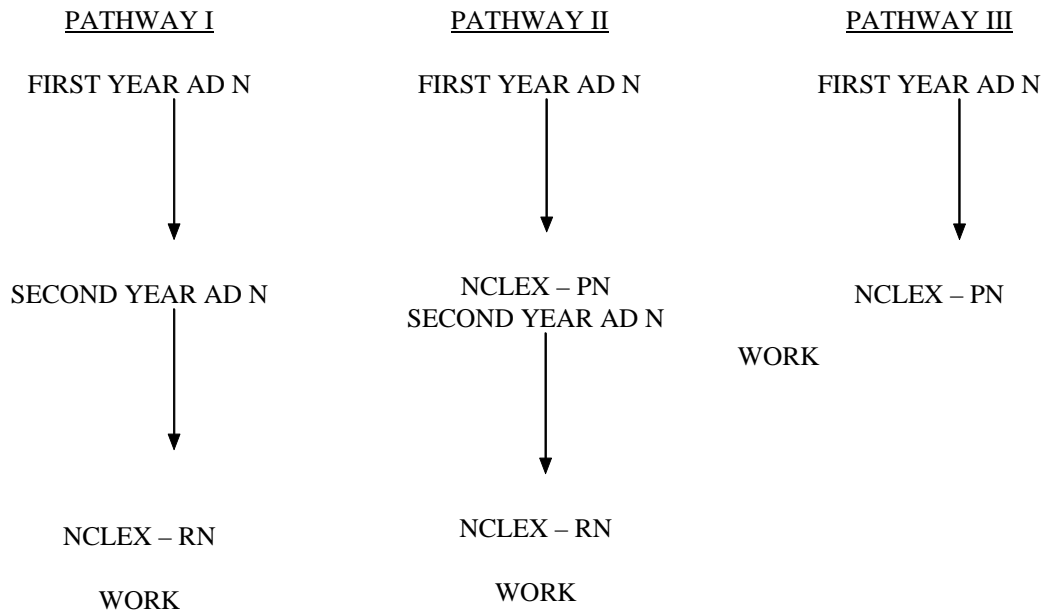 PATHWAY I
FIRST YEAR AD N
SECOND YEAR AD N
NCLEX – RN
WORK
PATHWAY II
FIRST YEAR AD N
NCLEX – PN
SECOND YEAR AD N
NCLEX – RN
WORK
PATHWAY III
FIRST YEAR AD N
NCLEX – PN
WORK